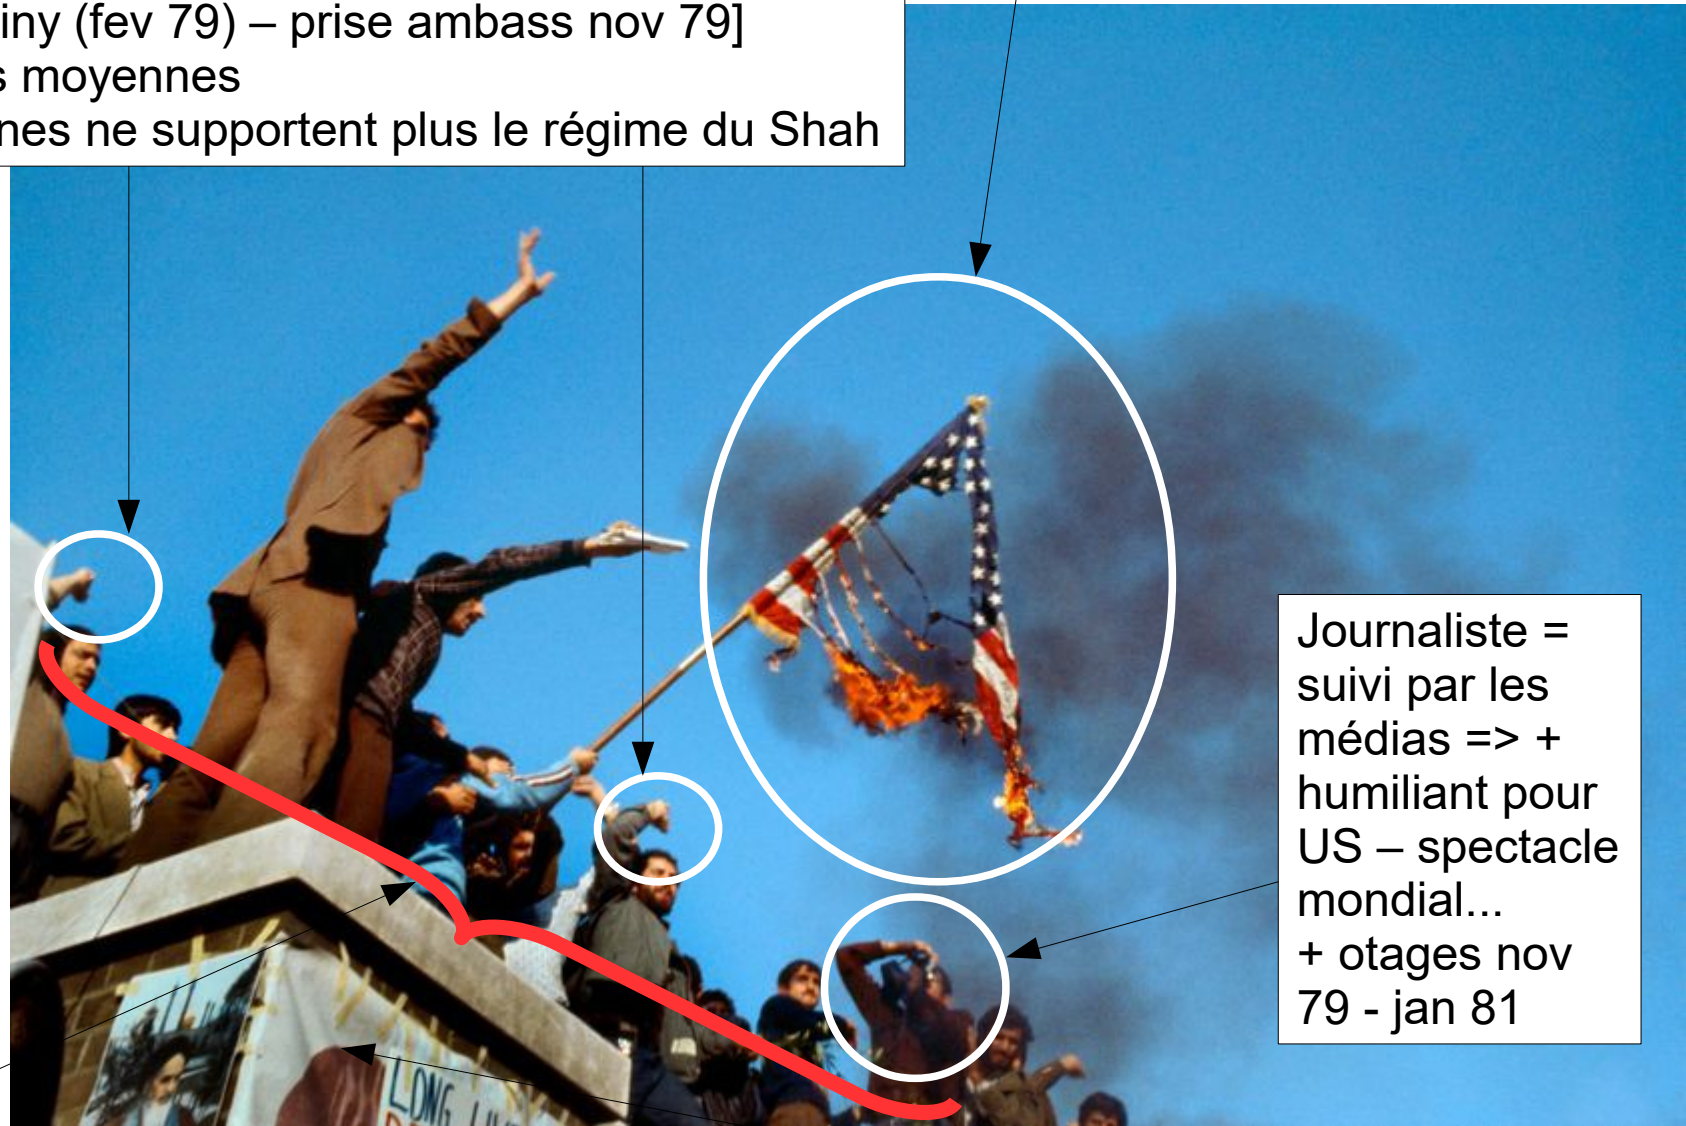 iny (fev 79) – prise ambass nov 79]
s moyennes
nes ne supportent plus le régime du Shah
Journaliste =
suivi par les
médias => +
humiliant pour
US – spectacle
mondial...
+ otages nov
79 - jan 81
LONG